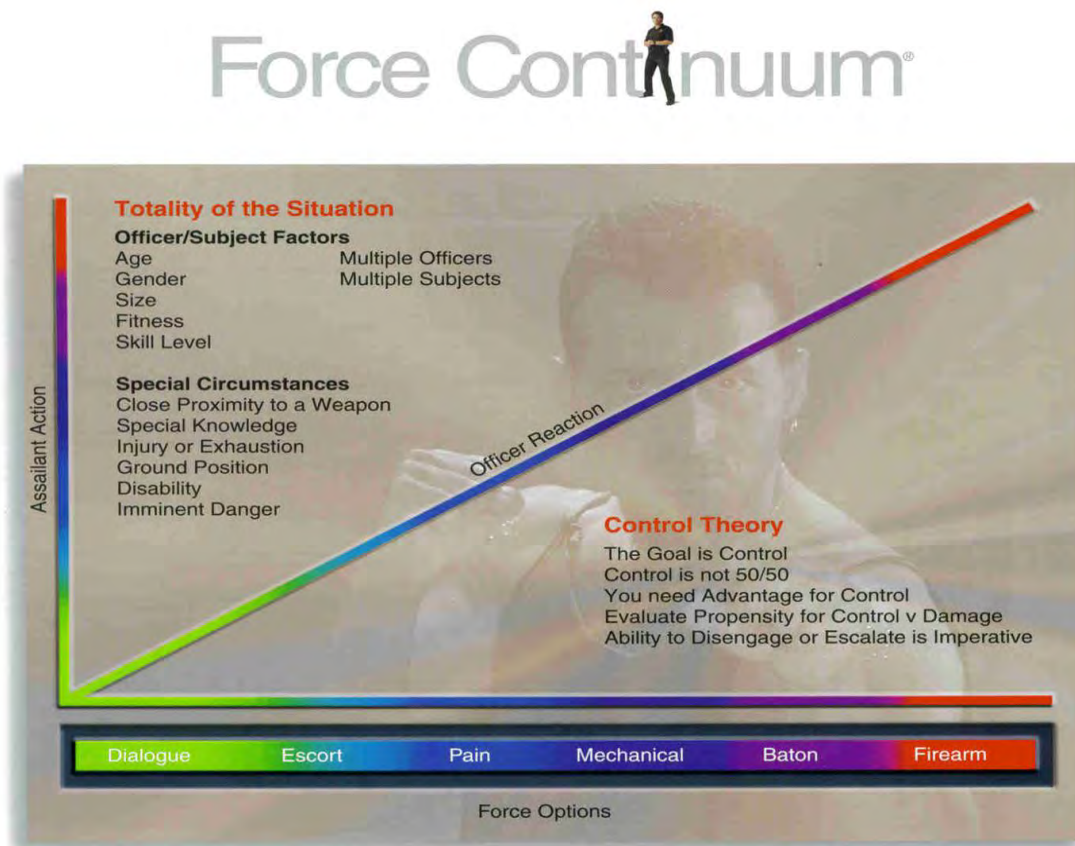 Force Continuum®
Totality of the Situation
Officer/Subject Factors
Age
Gender
Size
Fitness
Skill Level
Multiple Officers
Multiple Subjects
Special Circumstances
Close Proximity to a Weapon
Special Knowledge
Injury or Exhaustion
Ground Position
Disability
Imminent Danger
Assailant Action
Officer Reaction
Control Theory
The Goal is Control
Control is not 50/50
You need Advantage for Control
Evaluate Propensity for Control v Damage
Ability to Disengage or Escalate is Imperative
Dialogue Escort Pain Mechanical Baton Firearm
Force Options